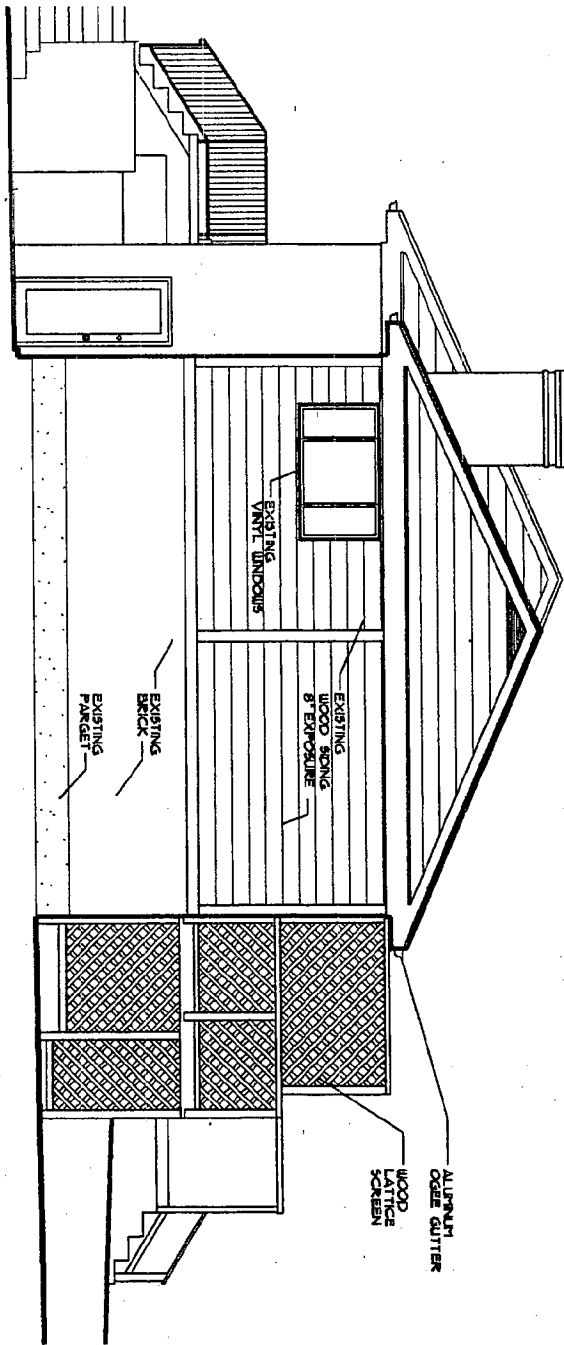 ALUMINUM
OGEE GUTTER
WOOD
LATTICE
SCREEN
EXISTING
WOOD SIDING
8" EXPOSURE
EXISTING
VINYL WINDOWS
EXISTING
BRICK
EXISTING
PARGET